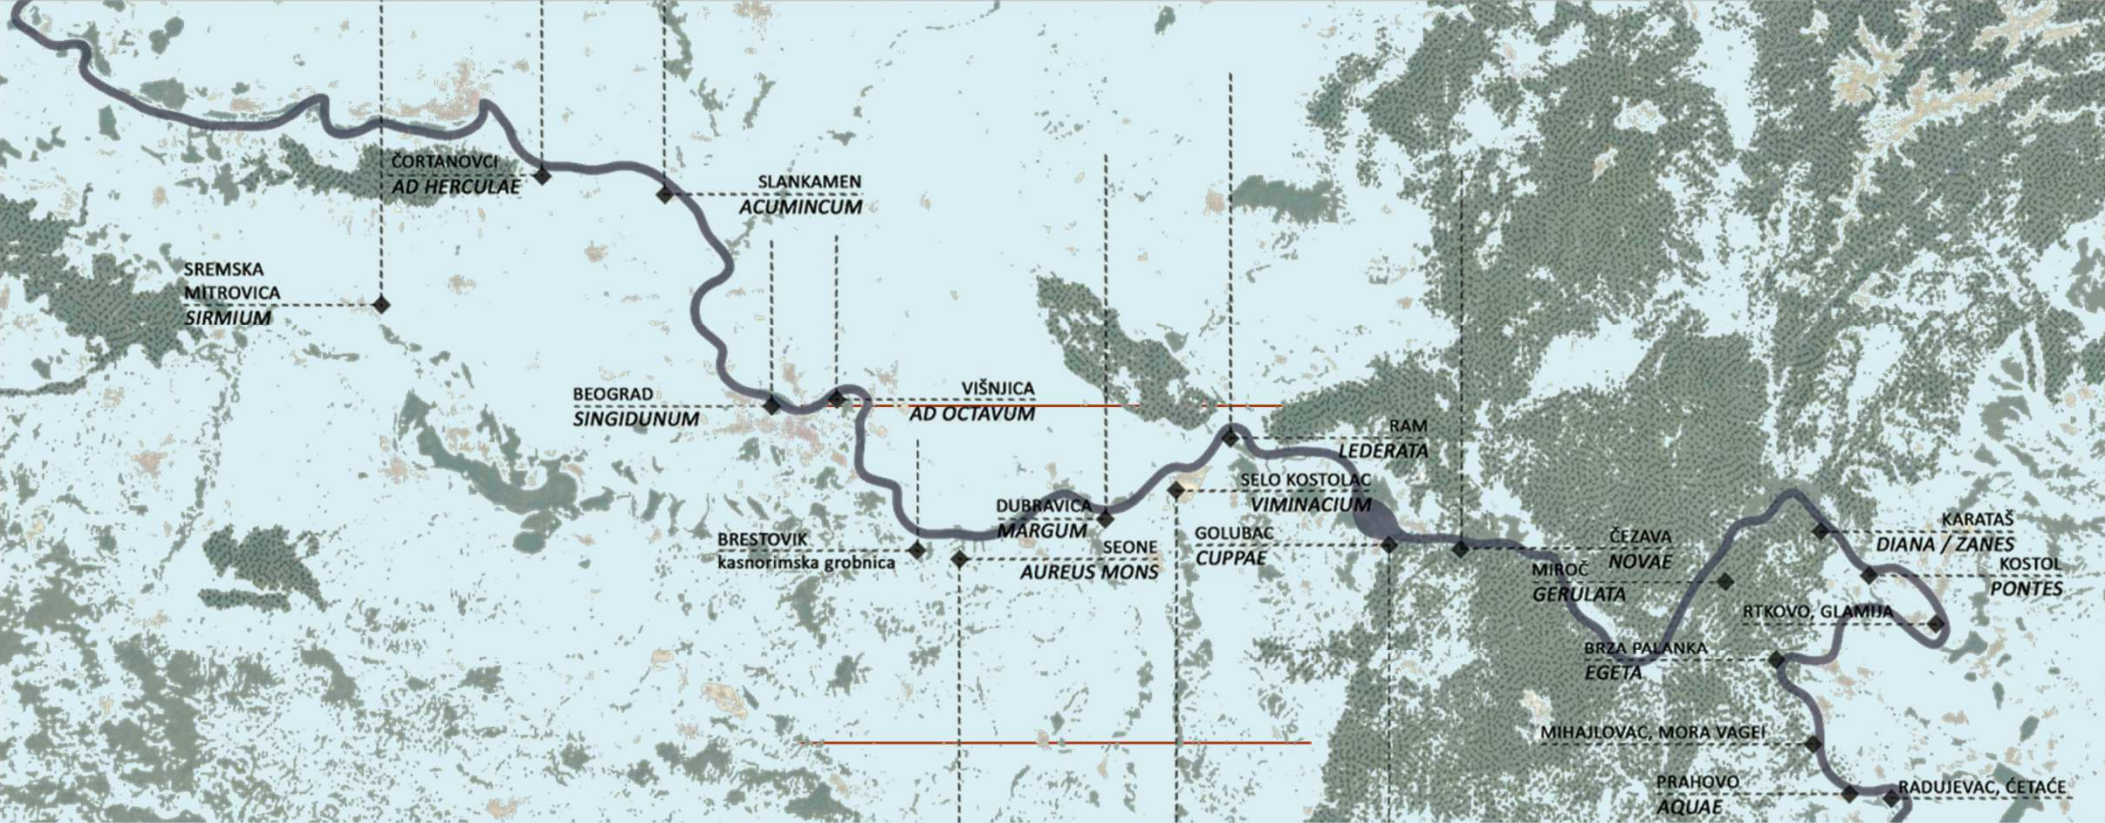 ČORTANOVCI
AD HERCULAE
SLANKAMEN
ACUMINCUM
SREMSKA
MITROVICA
SIRMIUM
BEOGRAD
SINGIDUNUM
VIŠNJICA
AD OCTAVUM
RAM
LEDERATA
SELO KOSTOLAC
VIMINACIUM
DUBRAVICA
MARGUM
BRESTOVIK
kasnorimska grobnica
SEONE
AUREUS MONS
GOLUBAC
CUPPAE
ČEZAVA
NOVAE
MIROČ
GERULATA
KARATAŠ
DIANA / ZANES
KOSTOL
PONTES
RTKOVO, GLAMIJA
BRZA PALANKA
EGETA
MIHAJLOVAC, MORA VAGEI
PRAHOVO
AQUAE
RADUJEVAC, ĆETAĆE